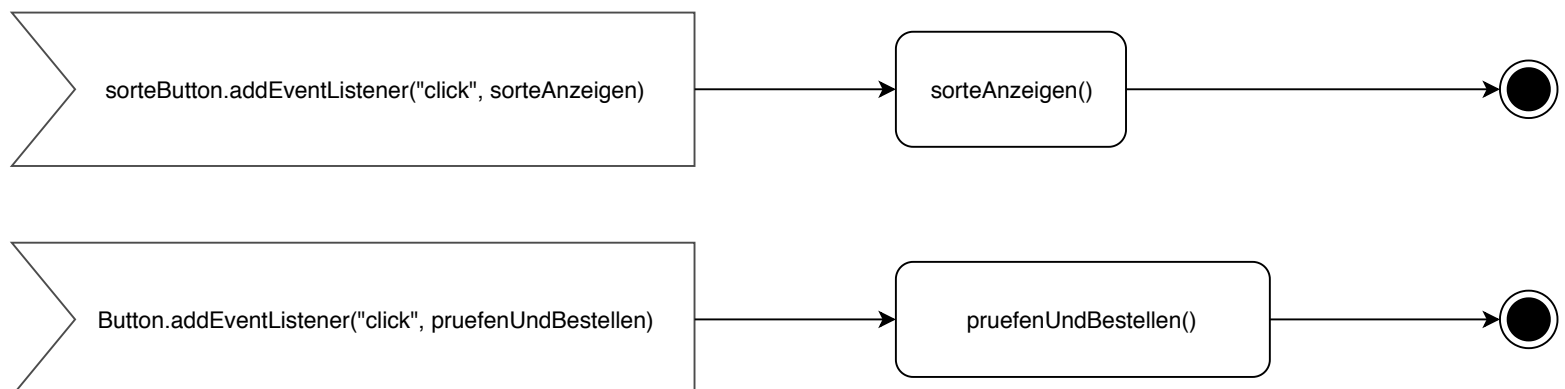 sorteButton.addEventListener("click", sorteAnzeigen)
sorteAnzeigen()
Button.addEventListener("click", pruefenUndBestellen)
pruefenUndBestellen()